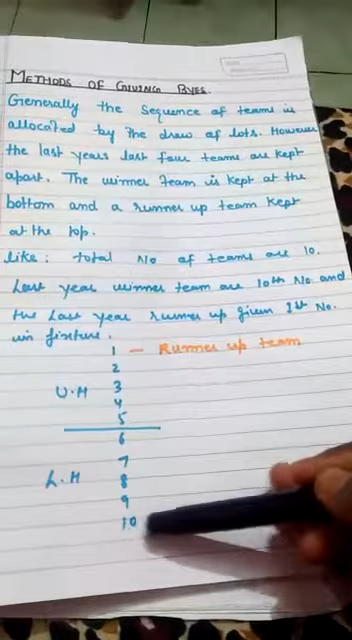 METHODS OF GIVING BYES.
Generally the sequence of teams is
allocated by the draw of lots. However
the last years last four teams are kept
apart. The winner team is kept at the
bottom and a runner up team kept
at the top.
like: total No of teams are 10.
Last year winner team are 10th No and
the Last year runner up given 1st No.
in fixture.
1 — Runner up team
2
U.H 3
4
5
6
7
L.H 8
9
10